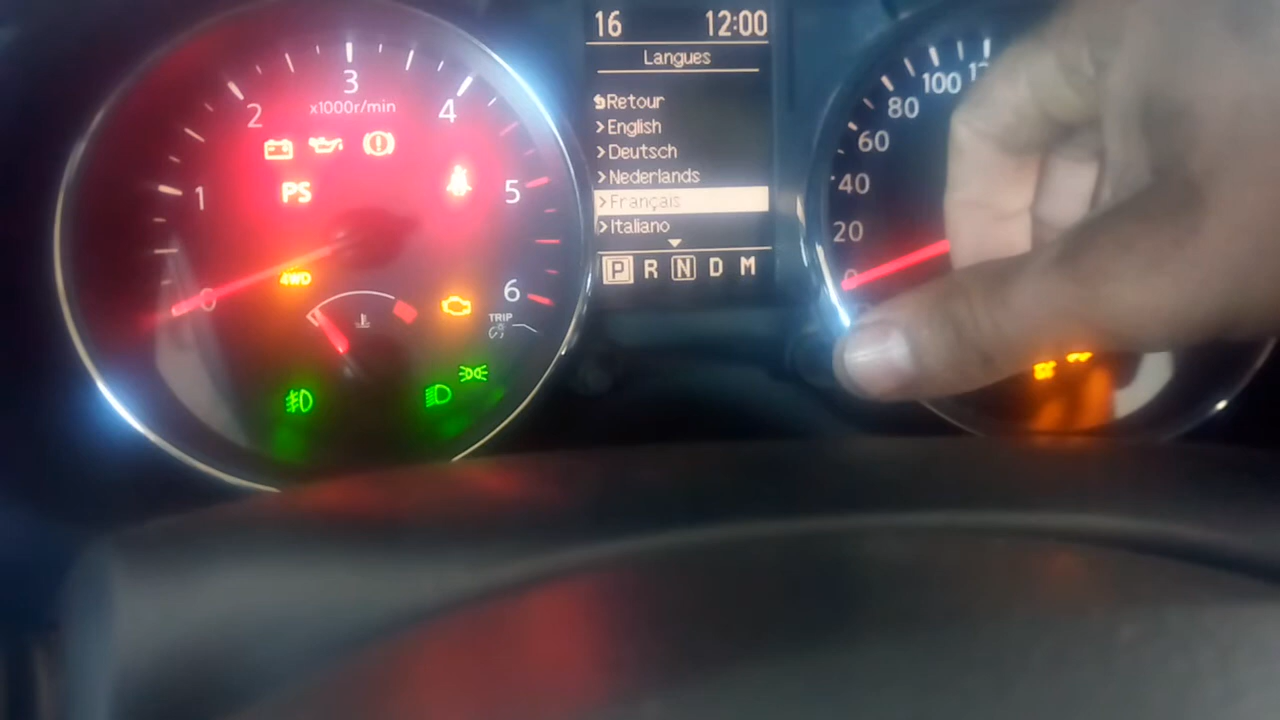 16 12:00
Langues
Retour
>English
>Deutsch
>Nederlands
>Français
>Italiano
P R N D M
0
1
2
3
4
5
6
x1000r/min
PS
4WD
TRIP
0
20
40
60
80
100